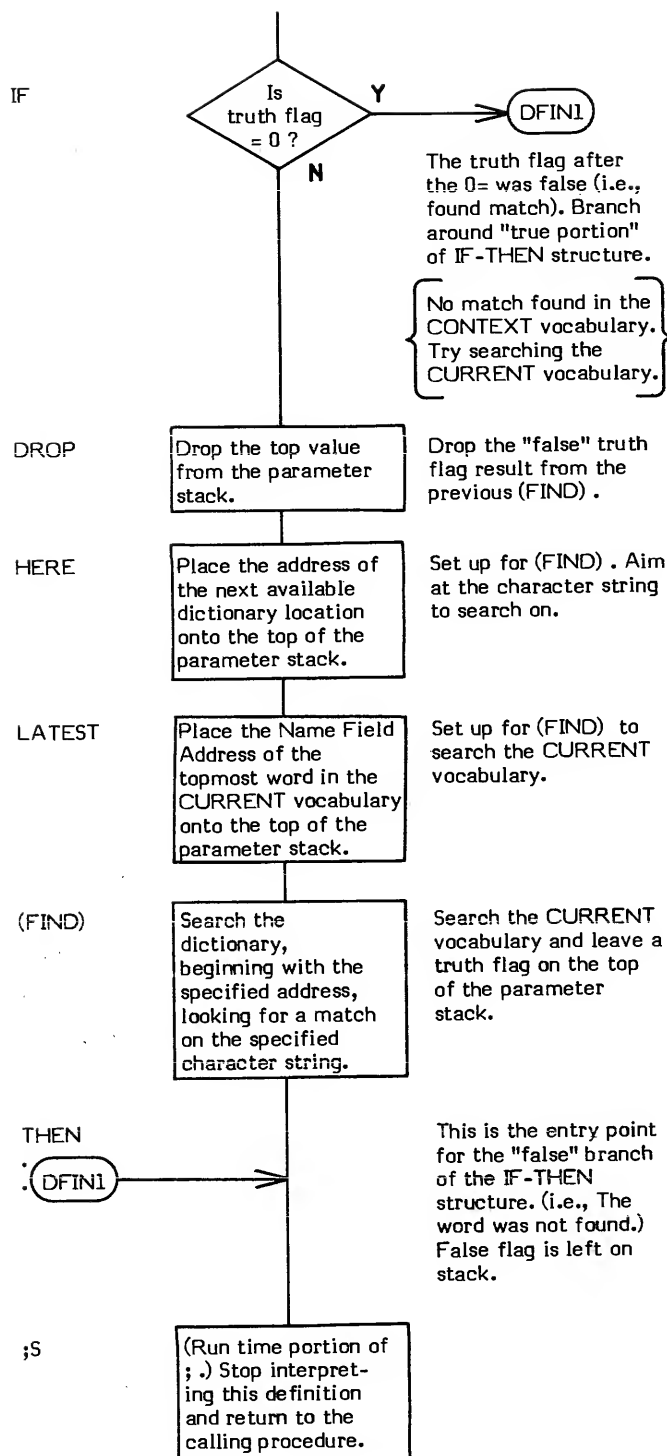 IF
Is
truth flag
= 0 ?
Y
N
DFIN1
The truth flag after
the 0= was false (i.e.,
found match). Branch
around "true portion"
of IF-THEN structure.
No match found in the
CONTEXT vocabulary.
Try searching the
CURRENT vocabulary.
DROP
Drop the top value
from the parameter
stack.
Drop the "false" truth
flag result from the
previous (FIND) .
HERE
Place the address of
the next available
dictionary location
onto the top of the
parameter stack.
Set up for (FIND) . Aim
at the character string
to search on.
LATEST
Place the Name Field
Address of the
topmost word in the
CURRENT vocabulary
onto the top of the
parameter stack.
Set up for (FIND) to
search the CURRENT
vocabulary.
(FIND)
Search the
dictionary,
beginning with the
specified address,
looking for a match
on the specified
character string.
Search the CURRENT
vocabulary and leave a
truth flag on the top
of the parameter
stack.
THEN
: DFIN1
This is the entry point
for the "false" branch
of the IF-THEN
structure. (i.e., The
word was not found.)
False flag is left on
stack.
;S
(Run time portion of
; .) Stop interpret-
ing this definition
and return to the
calling procedure.